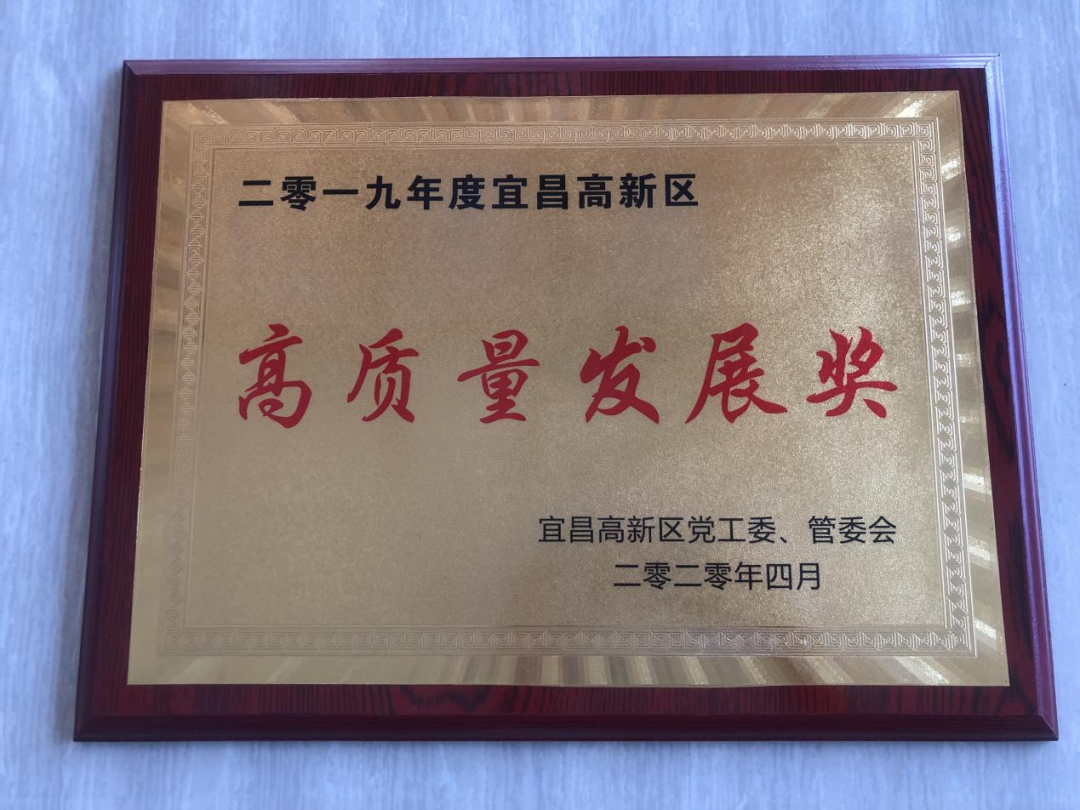 二零一九年度宜昌高新区
高质量发展奖
宜昌高新区党工委、管委会
二零二零年四月